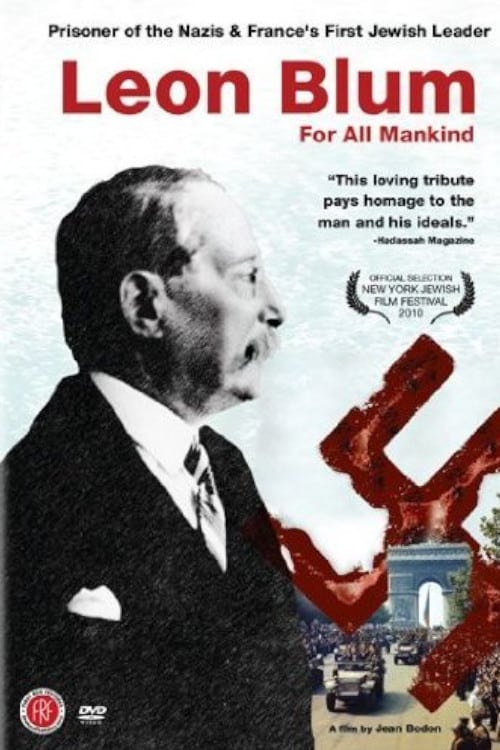 Prisoner of the Nazis & France's First Jewish Leader
Leon Blum
For All Mankind
“This loving tribute
pays homage to the
man and his ideals.”
-Hadassah Magazine
OFFICIAL SELECTION
NEW YORK JEWISH
FILM FESTIVAL
2010
FRF
DVD
VIDEO
A film by Jean Bodon